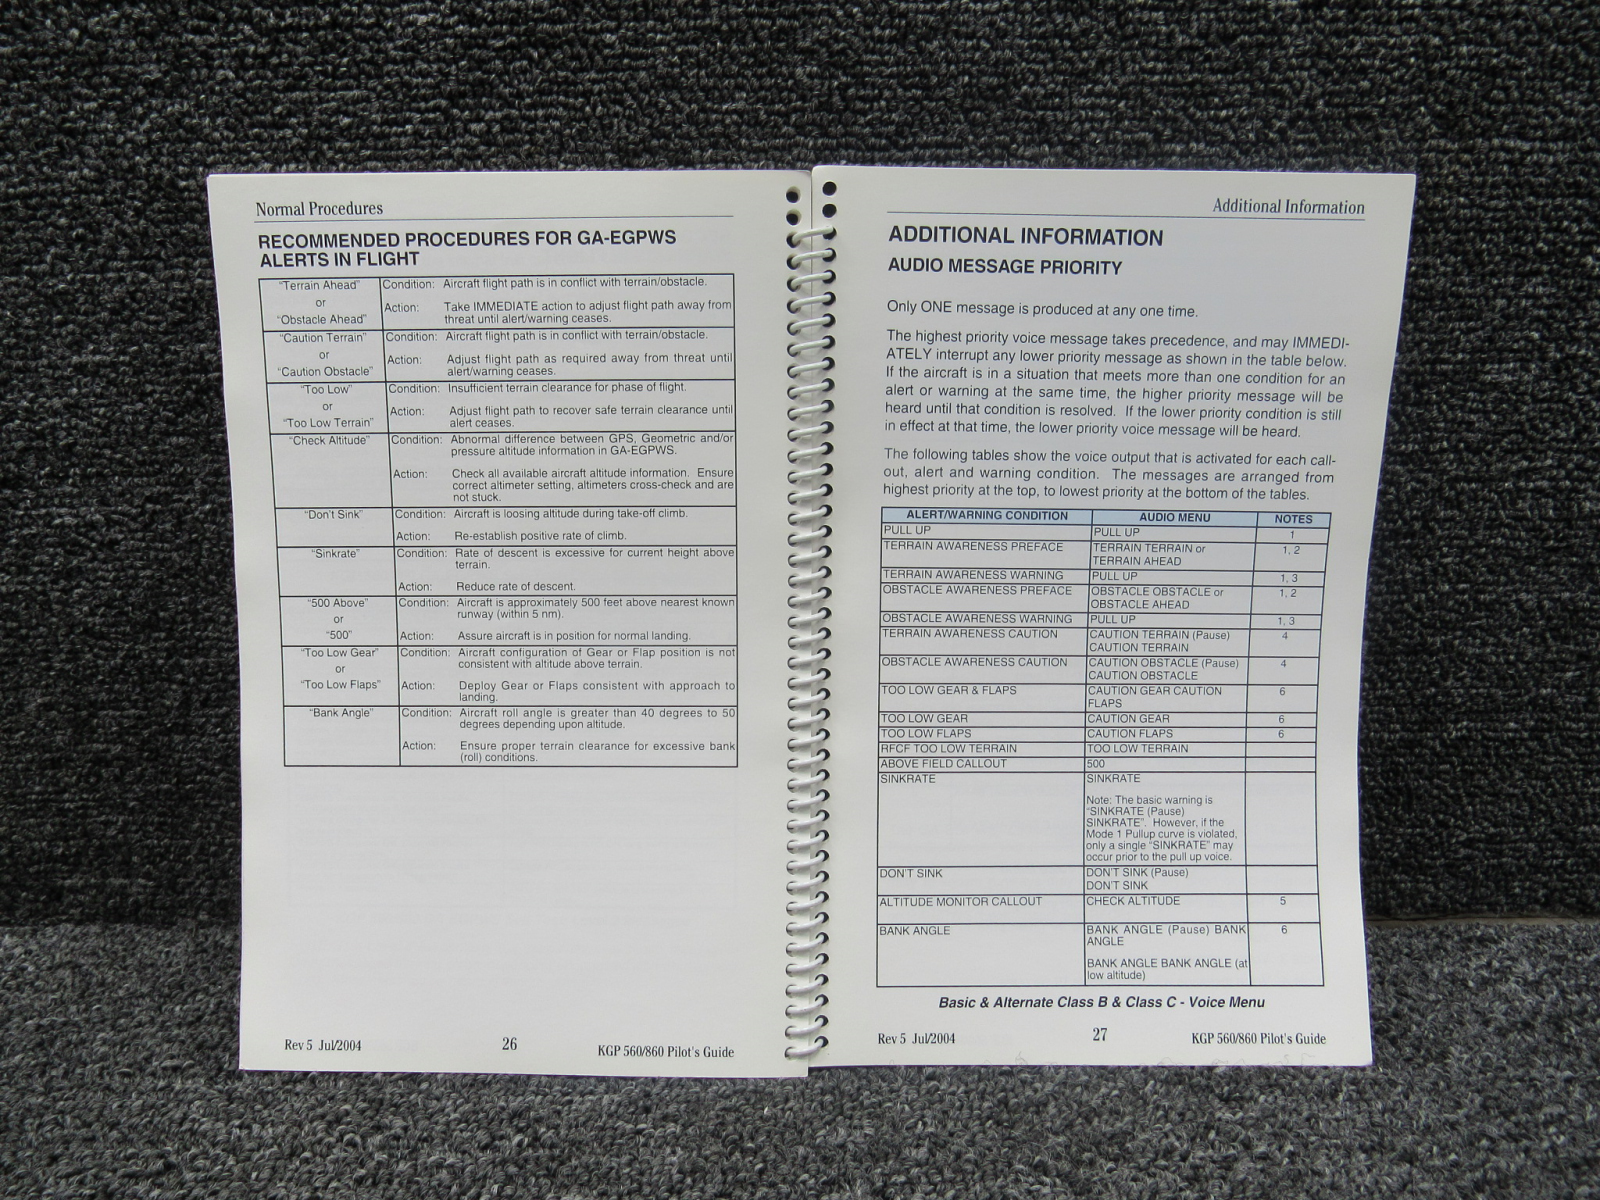 Normal Procedures
RECOMMENDED PROCEDURES FOR GA-EGPWS
ALERTS IN FLIGHT
"Terrain Ahead"
or
"Obstacle Ahead"
Condition: Aircraft flight path is in conflict with terrain/obstacle.
Action: Take IMMEDIATE action to adjust flight path away from
threat until alert/warning ceases.
"Caution Terrain"
or
"Caution Obstacle"
Condition: Aircraft flight path is in conflict with terrain/obstacle.
Action: Adjust flight path as required away from threat until
alert/warning ceases.
"Too Low"
or
"Too Low Terrain"
Condition: Insufficient terrain clearance for phase of flight.
Action: Adjust flight path to recover safe terrain clearance until
alert ceases.
"Check Altitude"
Condition: Abnormal difference between GPS, Geometric and/or
pressure altitude information in GA-EGPWS.
Action: Check all available aircraft altitude information. Ensure
correct altimeter setting, altimeters cross-check and are
not stuck.
"Don't Sink"
Condition: Aircraft is loosing altitude during take-off climb.
Action: Re-establish positive rate of climb.
"Sinkrate"
Condition: Rate of descent is excessive for current height above
terrain.
Action: Reduce rate of descent.
"500 Above"
or
"500"
Condition: Aircraft is approximately 500 feet above nearest known
runway (within 5 nm).
Action: Assure aircraft is in position for normal landing.
"Too Low Gear"
or
"Too Low Flaps"
Condition: Aircraft configuration of Gear or Flap position is not
consistent with altitude above terrain.
Action: Deploy Gear or Flaps consistent with approach to
landing.
"Bank Angle"
Condition: Aircraft roll angle is greater than 40 degrees to 50
degrees depending upon altitude.
Action: Ensure proper terrain clearance for excessive bank
(roll) conditions.
Rev 5 Jul/2004
26
KGP 560/860 Pilot's Guide
Additional Information
ADDITIONAL INFORMATION
AUDIO MESSAGE PRIORITY
Only ONE message is produced at any one time.
The highest priority voice message takes precedence, and may IMMEDI-
ATELY interrupt any lower priority message as shown in the table below.
If the aircraft is in a situation that meets more than one condition for an
alert or warning at the same time, the higher priority message will be
heard until that condition is resolved. If the lower priority condition is still
in effect at that time, the lower priority voice message will be heard.
The following tables show the voice output that is activated for each call-
out, alert and warning condition. The messages are arranged from
highest priority at the top, to lowest priority at the bottom of the tables.
ALERT/WARNING CONDITION AUDIO MENU NOTES
PULL UP PULL UP 1
TERRAIN AWARENESS PREFACE TERRAIN TERRAIN or 1, 2
TERRAIN AHEAD
TERRAIN AWARENESS WARNING PULL UP 1, 3
OBSTACLE AWARENESS PREFACE OBSTACLE OBSTACLE or 1, 2
OBSTACLE AHEAD
OBSTACLE AWARENESS WARNING PULL UP 1, 3
TERRAIN AWARENESS CAUTION CAUTION TERRAIN (Pause) 4
CAUTION TERRAIN
OBSTACLE AWARENESS CAUTION CAUTION OBSTACLE (Pause) 4
CAUTION OBSTACLE
TOO LOW GEAR & FLAPS CAUTION GEAR CAUTION 6
FLAPS
TOO LOW GEAR CAUTION GEAR 6
TOO LOW FLAPS CAUTION FLAPS 6
RFCF TOO LOW TERRAIN TOO LOW TERRAIN
ABOVE FIELD CALLOUT 500
SINKRATE SINKRATE
Note: The basic warning is
"SINKRATE (Pause)
SINKRATE". However, if the
Mode 1 Pullup curve is violated,
only a single "SINKRATE" may
occur prior to the pull up voice.
DON'T SINK DON'T SINK (Pause)
DON'T SINK
ALTITUDE MONITOR CALLOUT CHECK ALTITUDE 5
BANK ANGLE BANK ANGLE (Pause) BANK 6
ANGLE
BANK ANGLE BANK ANGLE (at
low altitude)
Basic & Alternate Class B & Class C - Voice Menu
Rev 5 Jul/2004
27
KGP 560/860 Pilot's Guide